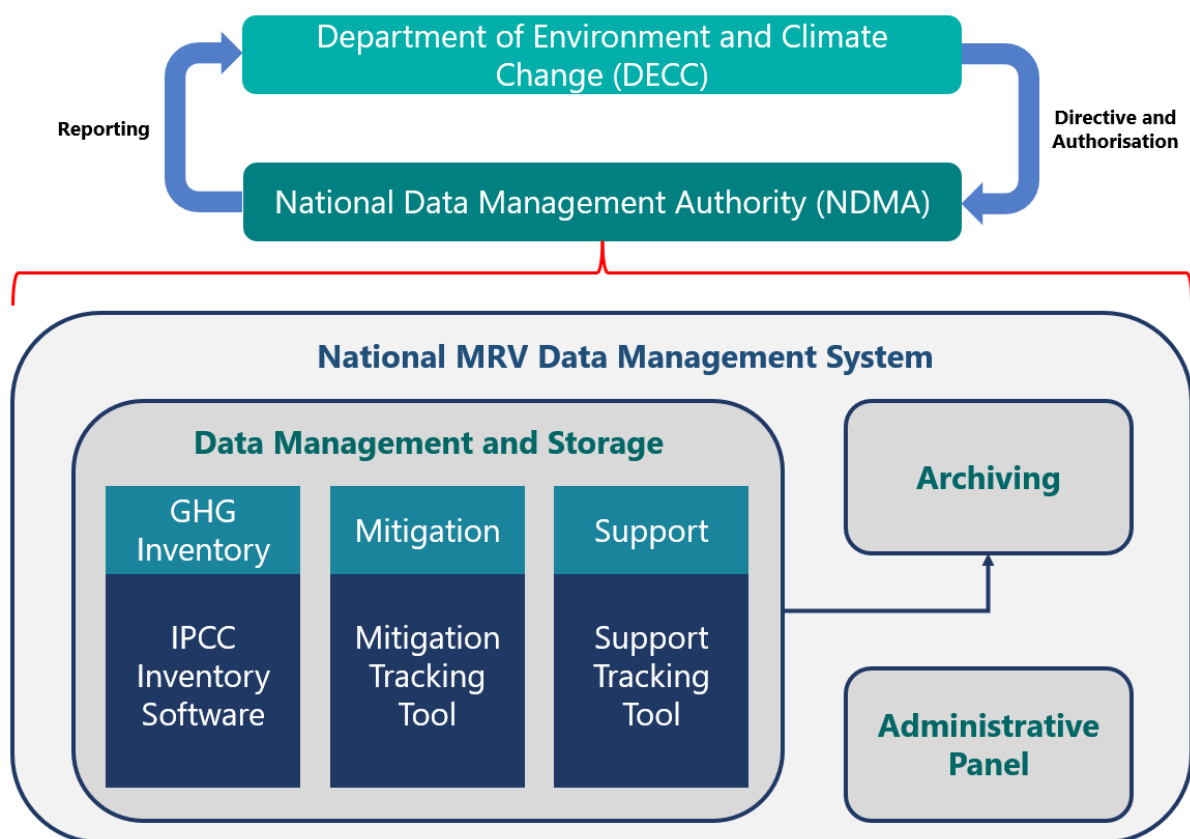 Department of Environment and Climate
Change (DECC)
Reporting
Directive and
Authorisation
National Data Management Authority (NDMA)
National MRV Data Management System
Data Management and Storage
GHG
Inventory
Mitigation
Support
IPCC
Inventory
Software
Mitigation
Tracking
Tool
Support
Tracking
Tool
Archiving
Administrative
Panel